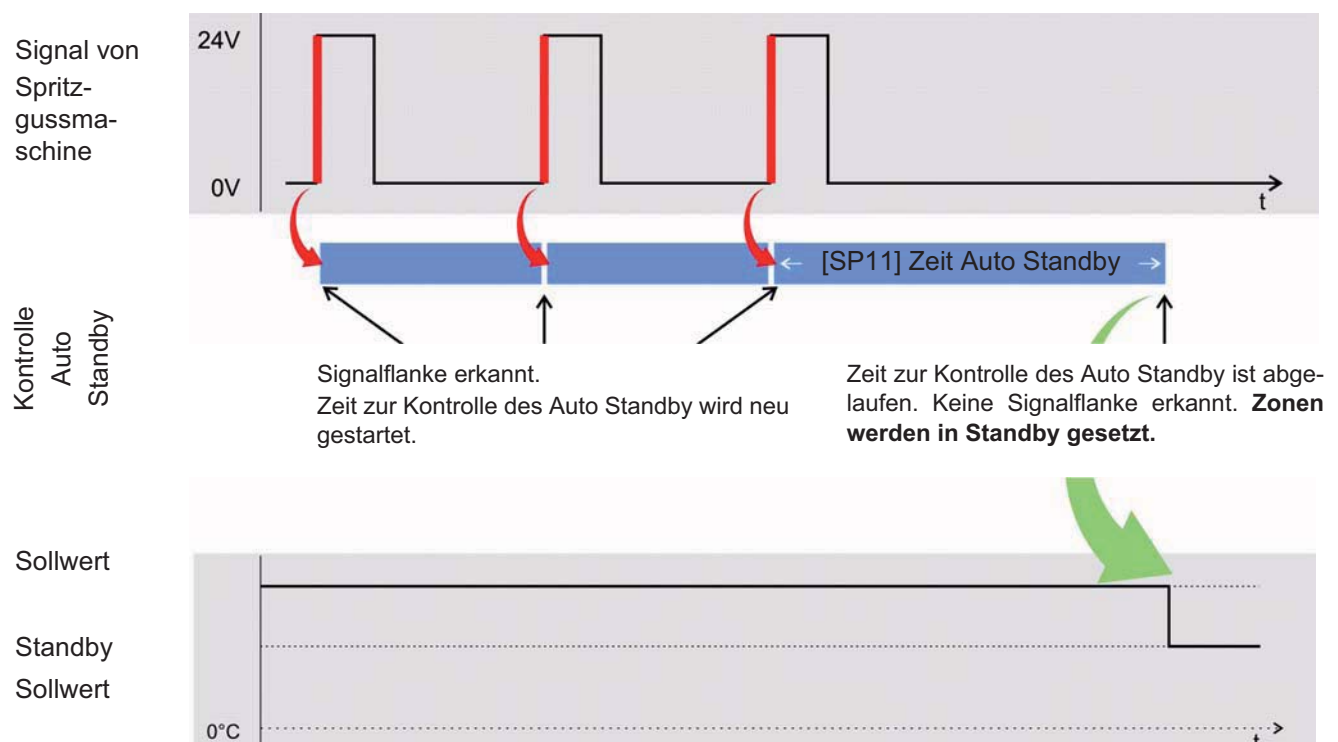 Signal von
Spritz-
gussma-
schine
24V
0V
t
[SP11] Zeit Auto Standby
Kontrolle
Auto
Standby
Signalflanke erkannt.
Zeit zur Kontrolle des Auto Standby wird neu
gestartet.
Zeit zur Kontrolle des Auto Standby ist abge-
laufen. Keine Signalflanke erkannt. Zonen
werden in Standby gesetzt.
Sollwert
Standby
Sollwert
0°C
t